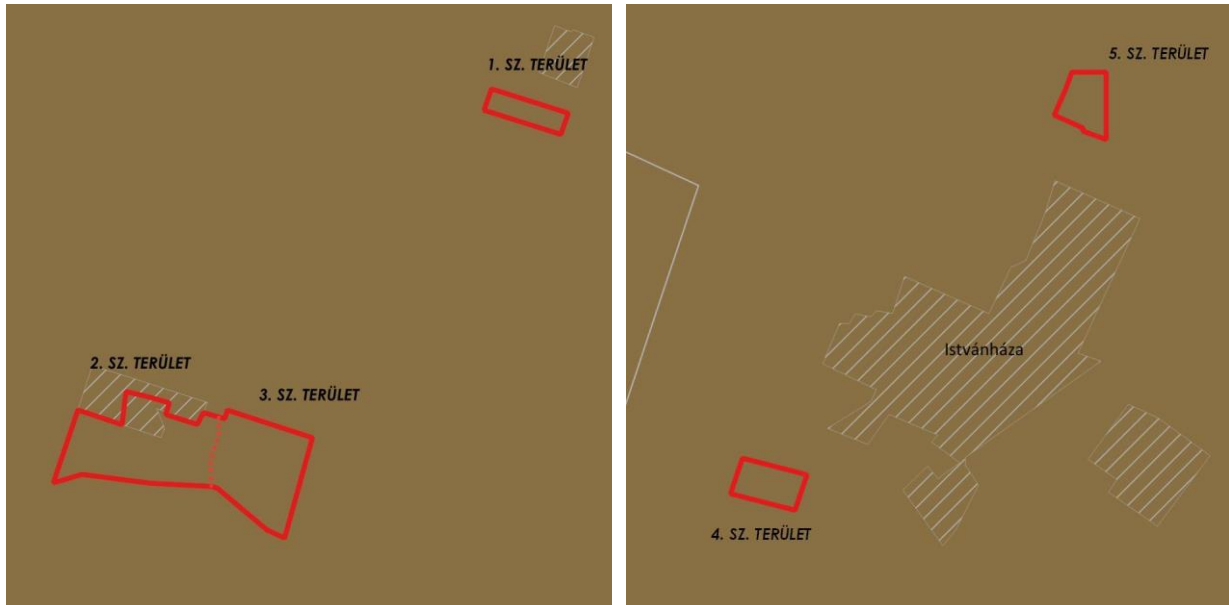 1. SZ. TERÜLET
2. SZ. TERÜLET
3. SZ. TERÜLET
5. SZ. TERÜLET
Istvánháza
4. SZ. TERÜLET